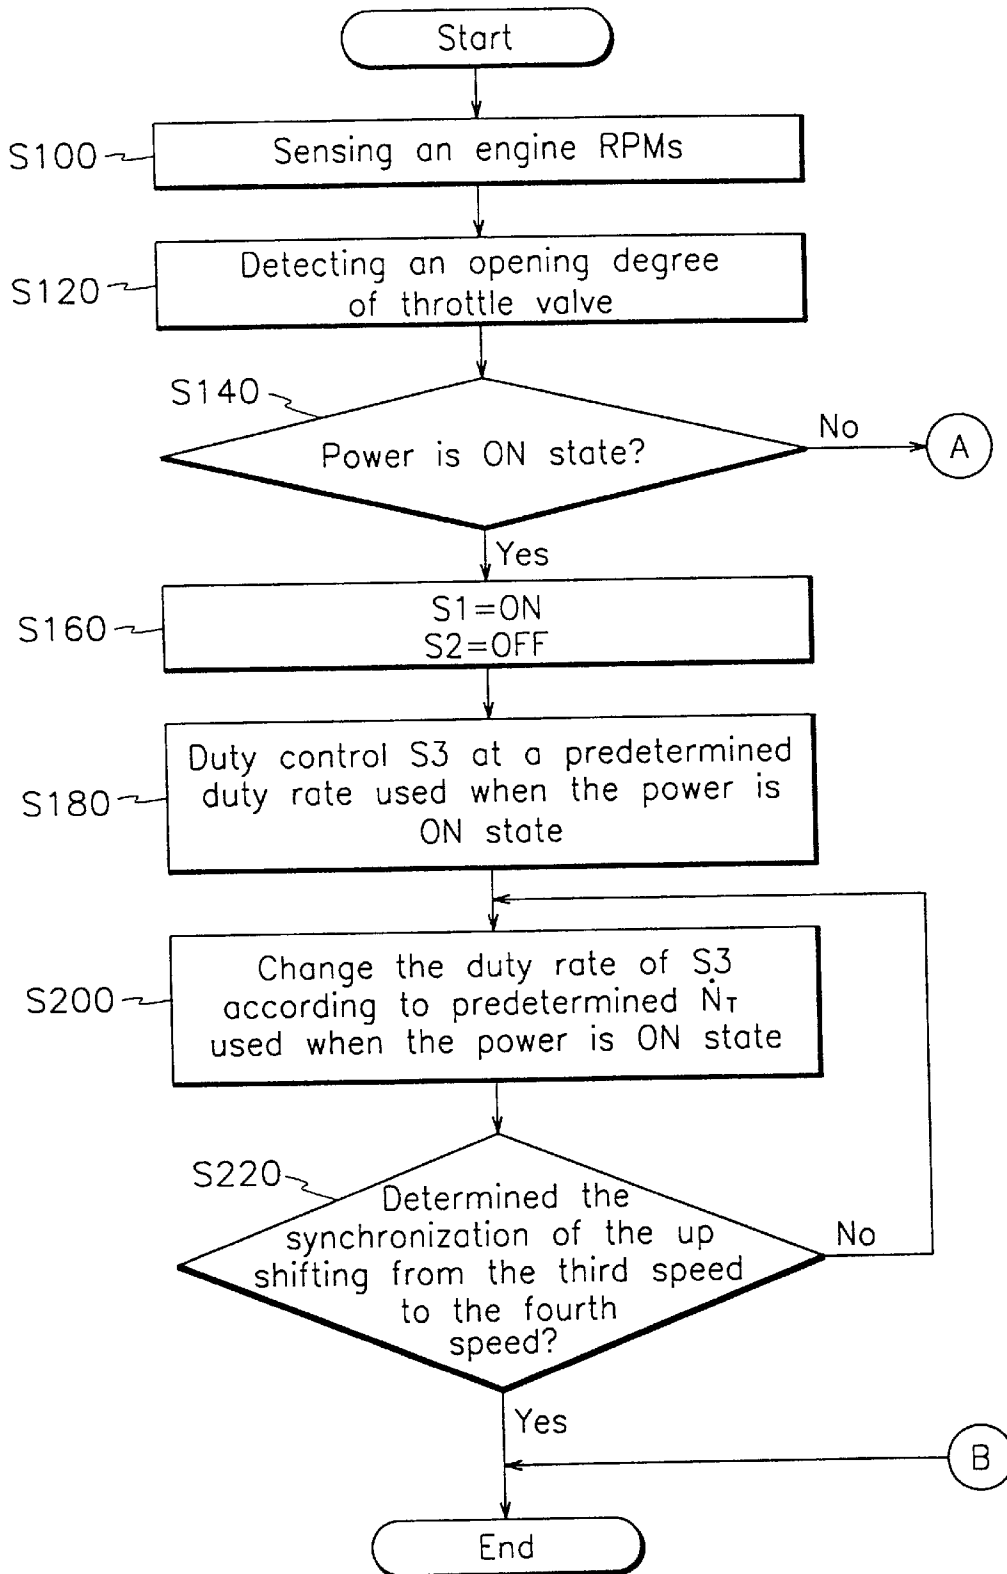 Start
S100
Sensing an engine RPMs
S120
Detecting an opening degree
of throttle valve
S140
Power is ON state?
No
A
Yes
S160
S1=ON
S2=OFF
S180
Duty control S3 at a predetermined
duty rate used when the power is
ON state
S200
Change the duty rate of S3
according to predetermined Ṅ_T
used when the power is ON state
S220
Determined the
synchronization of the up
shifting from the third speed
to the fourth
speed?
No
Yes
B
End